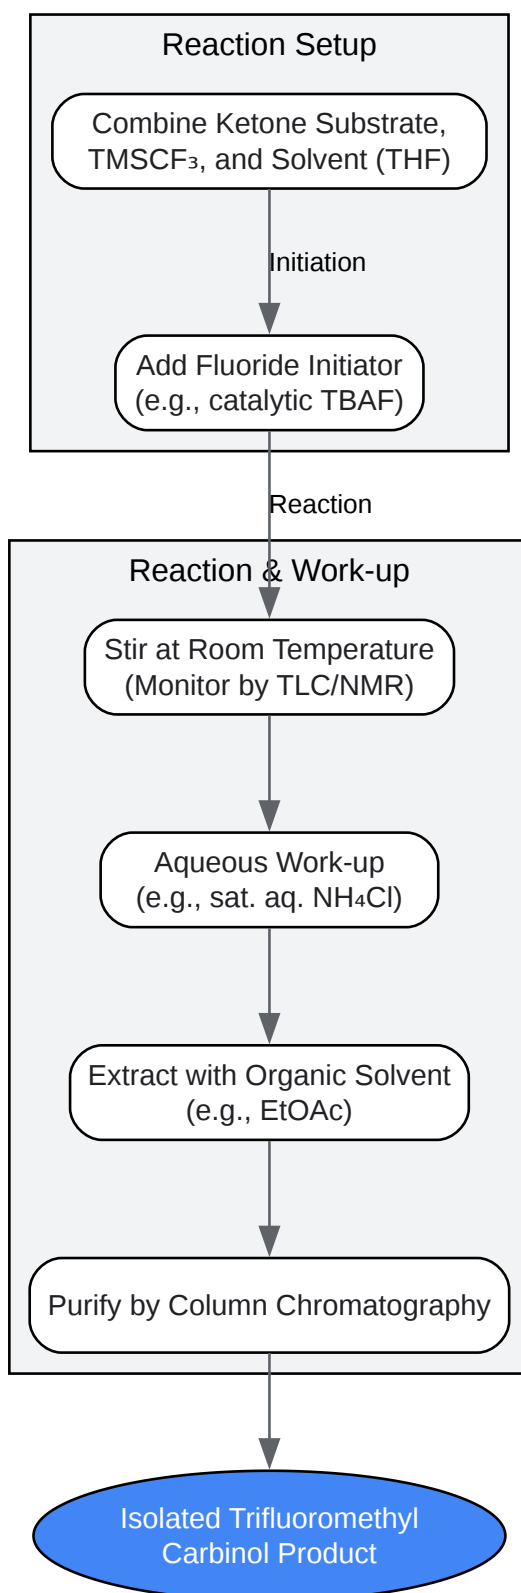 Reaction Setup
Combine Ketone Substrate,
TMSCF₃, and Solvent (THF)
Initiation
Add Fluoride Initiator
(e.g., catalytic TBAF)
Reaction
Reaction & Work-up
Stir at Room Temperature
(Monitor by TLC/NMR)
Aqueous Work-up
(e.g., sat. aq. NH₄Cl)
Extract with Organic Solvent
(e.g., EtOAc)
Purify by Column Chromatography
Isolated Trifluoromethyl
Carbinol Product